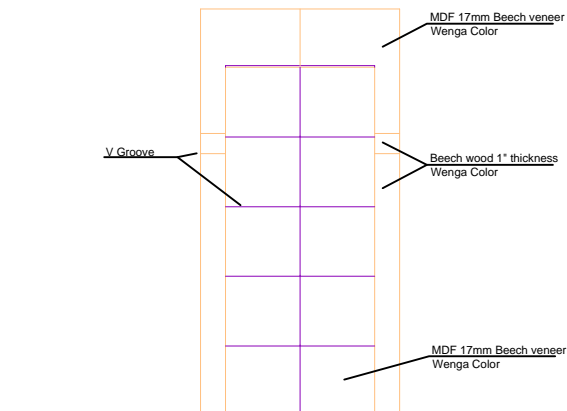 MDF 17mm Beech veneer
Wenga Color
V Groove
Beech wood 1" thickness
Wenga Color
MDF 17mm Beech veneer
Wenga Color